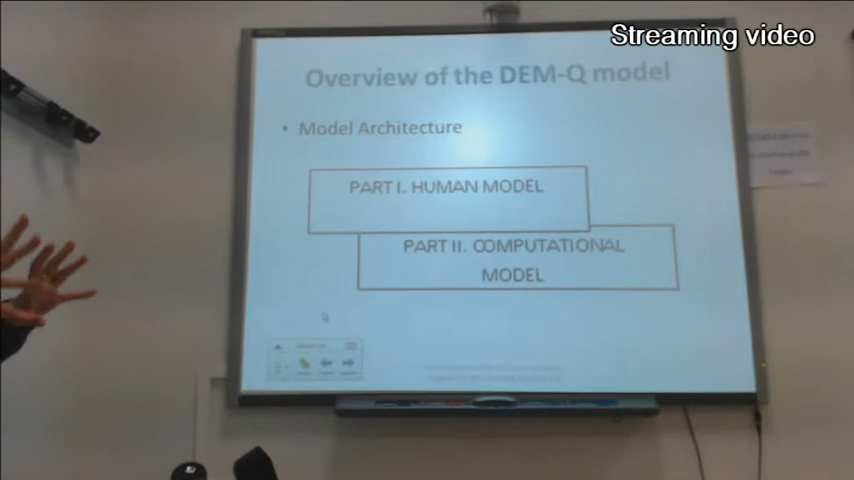 Streaming video
Overview of the DEM-Q model
• Model Architecture
PART I. HUMAN MODEL
PART II. COMPUTATIONAL
MODEL